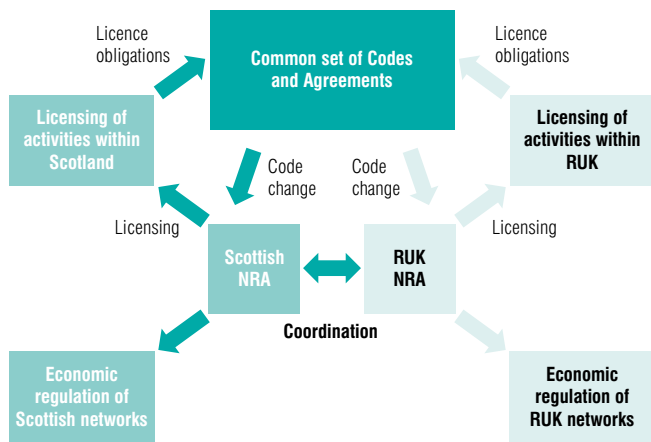 Licence
obligations
Common set of Codes
and Agreements
Licence
obligations
Licensing of
activities within
Scotland
Licensing of
activities within
RUK
Code
change
Code
change
Licensing
Licensing
Scottish
NRA
RUK
NRA
Coordination
Economic
regulation of
Scottish networks
Economic
regulation of
RUK networks